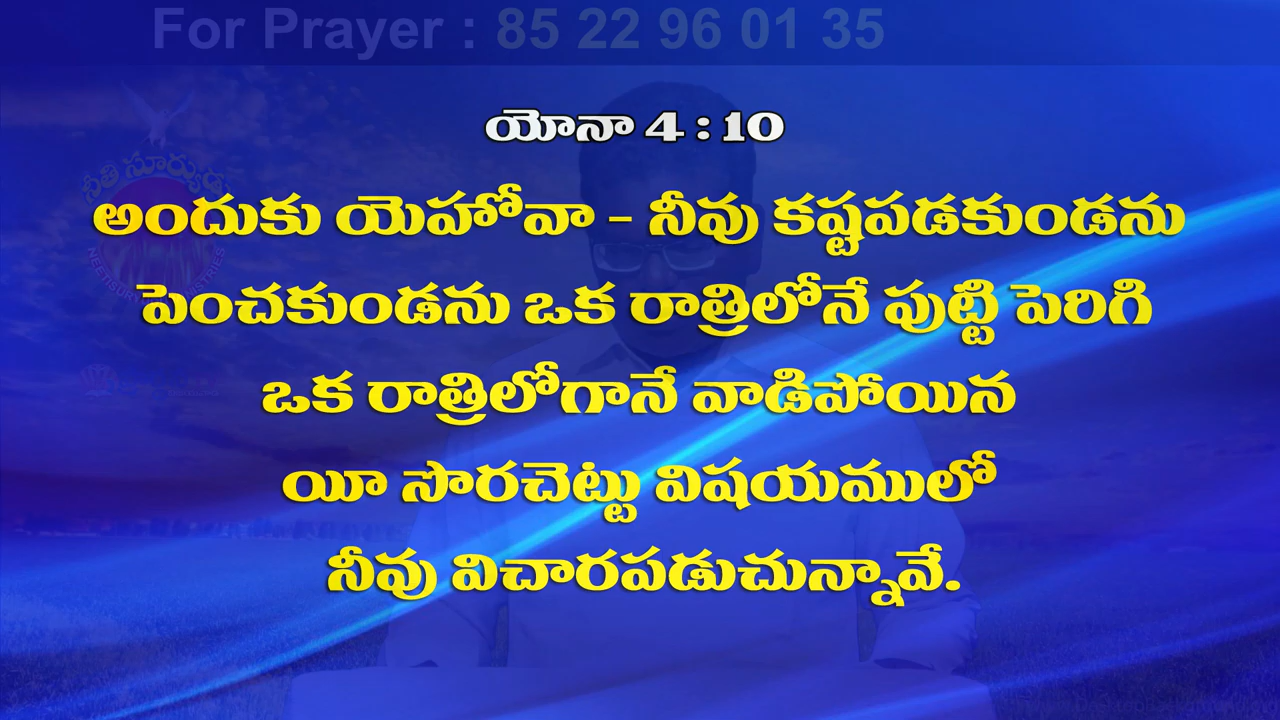 For Prayer : 85 22 96 01 35
యోనా 4 : 10
నీతి సూర్యుడు
అందుకు యెహోవా – నీవు కష్టపడకుండను
పెంచకుండను ఒక రాత్రిలోనే పుట్టి పెరిగి
ఒక రాత్రిలోగానే వాడిపోయిన
యీ సొరచెట్టు విషయములో
నీవు విచారపడుచున్నావే.